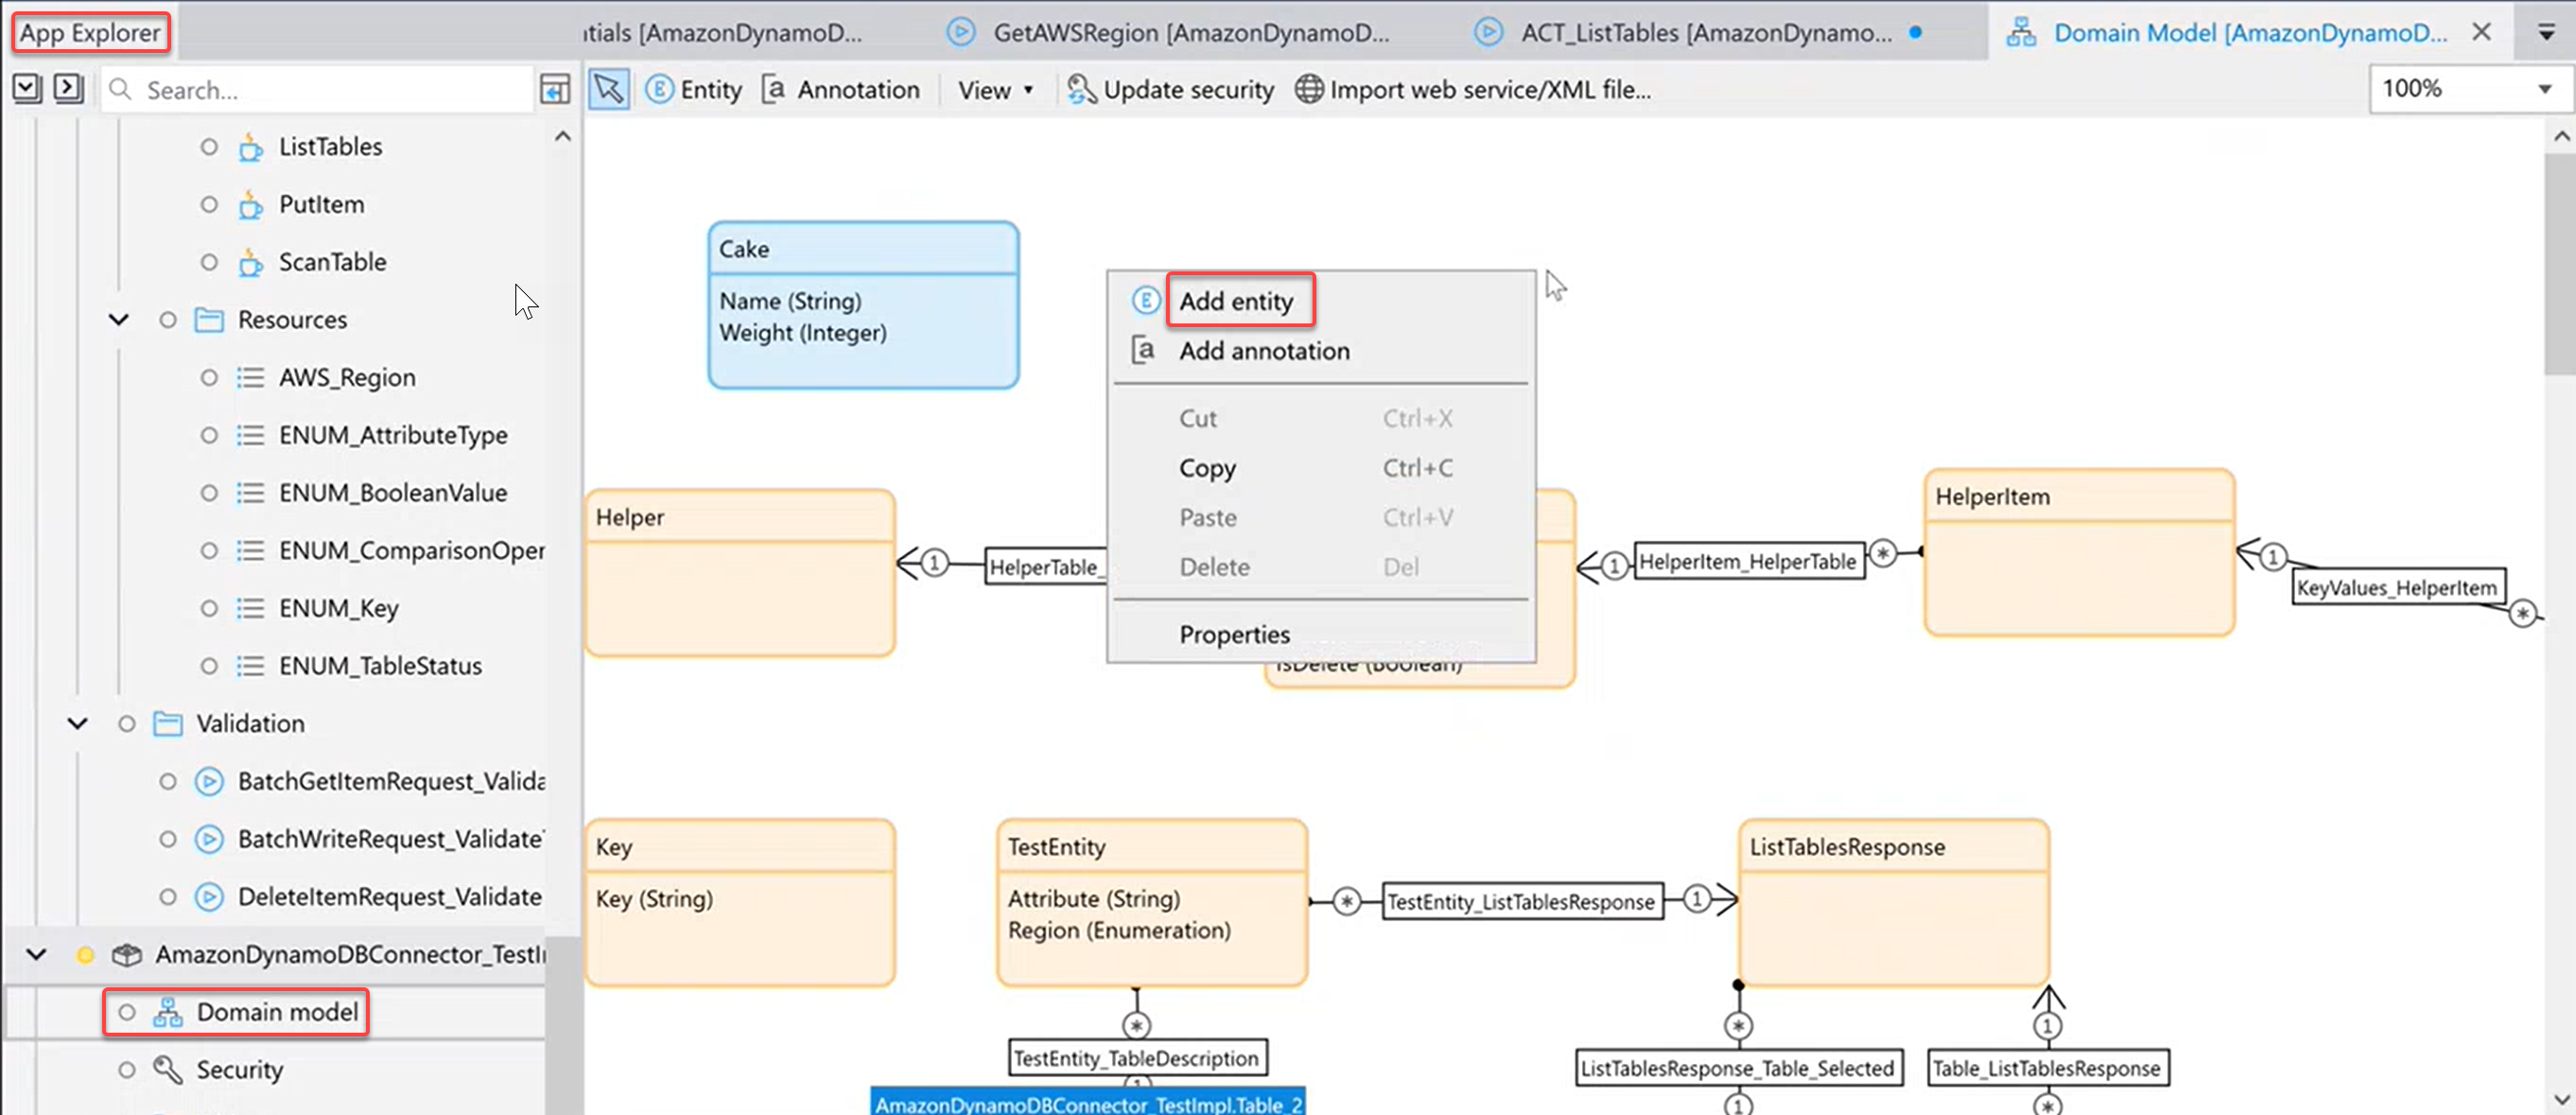 App Explorer
ntials [AmazonDynamoD...
GetAWSRegion [AmazonDynamoD...
ACT_ListTables [AmazonDynamo...
Domain Model [AmazonDynamoD...
Search...
Entity
[a Annotation
View
Update security
Import web service/XML file...
100%
ListTables
PutItem
ScanTable
Resources
AWS_Region
ENUM_AttributeType
ENUM_BooleanValue
ENUM_ComparisonOper
ENUM_Key
ENUM_TableStatus
Validation
BatchGetItemRequest_Valida
BatchWriteRequest_Validate
DeleteItemRequest_Validate
AmazonDynamoDBConnector_TestI
Domain model
Security
Cake
Name (String)
Weight (Integer)
E Add entity
[a Add annotation
Cut Ctrl+X
Copy Ctrl+C
Paste Ctrl+V
Delete Del
Properties
Helper
1
HelperTable_
IsDelete (Boolean)
1
HelperItem_HelperTable
*
HelperItem
1
KeyValues_HelperItem
*
Key
Key (String)
TestEntity
Attribute (String)
Region (Enumeration)
*
TestEntity_ListTablesResponse
1
ListTablesResponse
*
TestEntity_TableDescription
1
AmazonDynamoDBConnector_TestImpl.Table_2
*
ListTablesResponse_Table_Selected
1
1
Table_ListTablesResponse
*